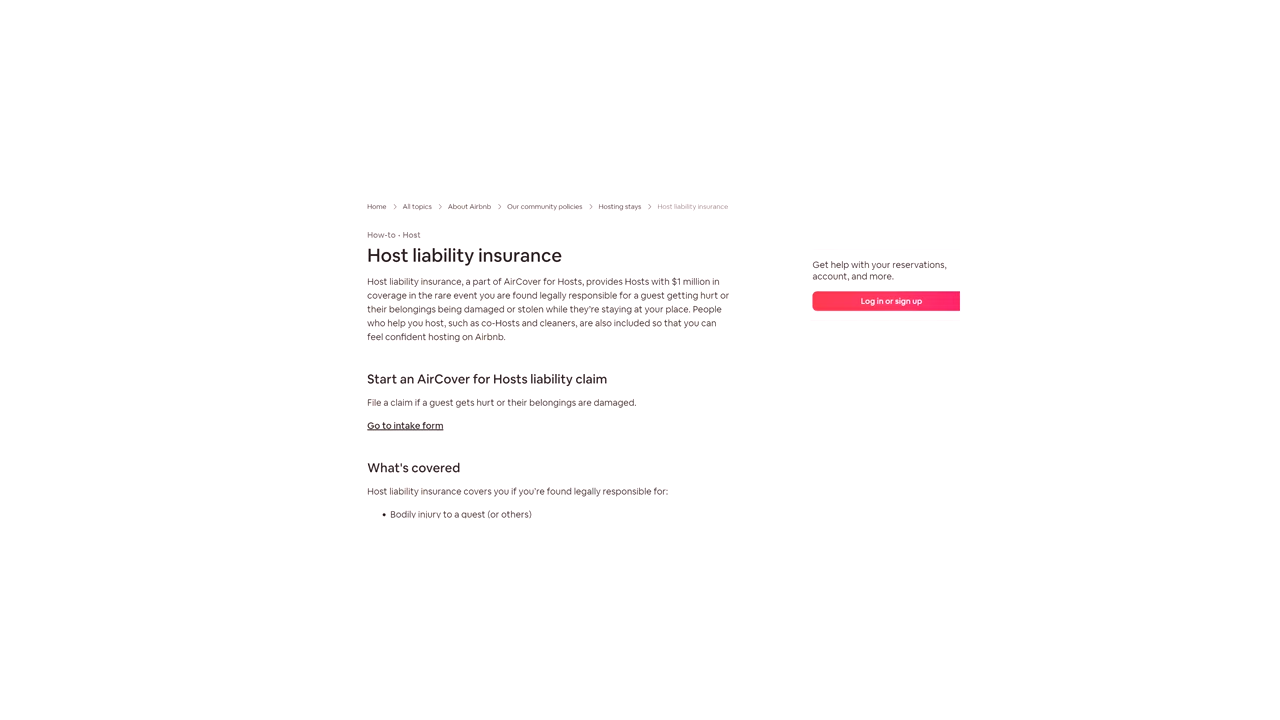 Home > All topics > About Airbnb > Our community policies > Hosting stays > Host liability insurance
How-to • Host
Host liability insurance
Host liability insurance, a part of AirCover for Hosts, provides Hosts with $1 million in
coverage in the rare event you are found legally responsible for a guest getting hurt or
their belongings being damaged or stolen while they're staying at your place. People
who help you host, such as co-Hosts and cleaners, are also included so that you can
feel confident hosting on Airbnb.
Get help with your reservations,
account, and more.
Log in or sign up
Start an AirCover for Hosts liability claim
File a claim if a guest gets hurt or their belongings are damaged.
Go to intake form
What's covered
Host liability insurance covers you if you're found legally responsible for:
• Bodily injury to a guest (or others)